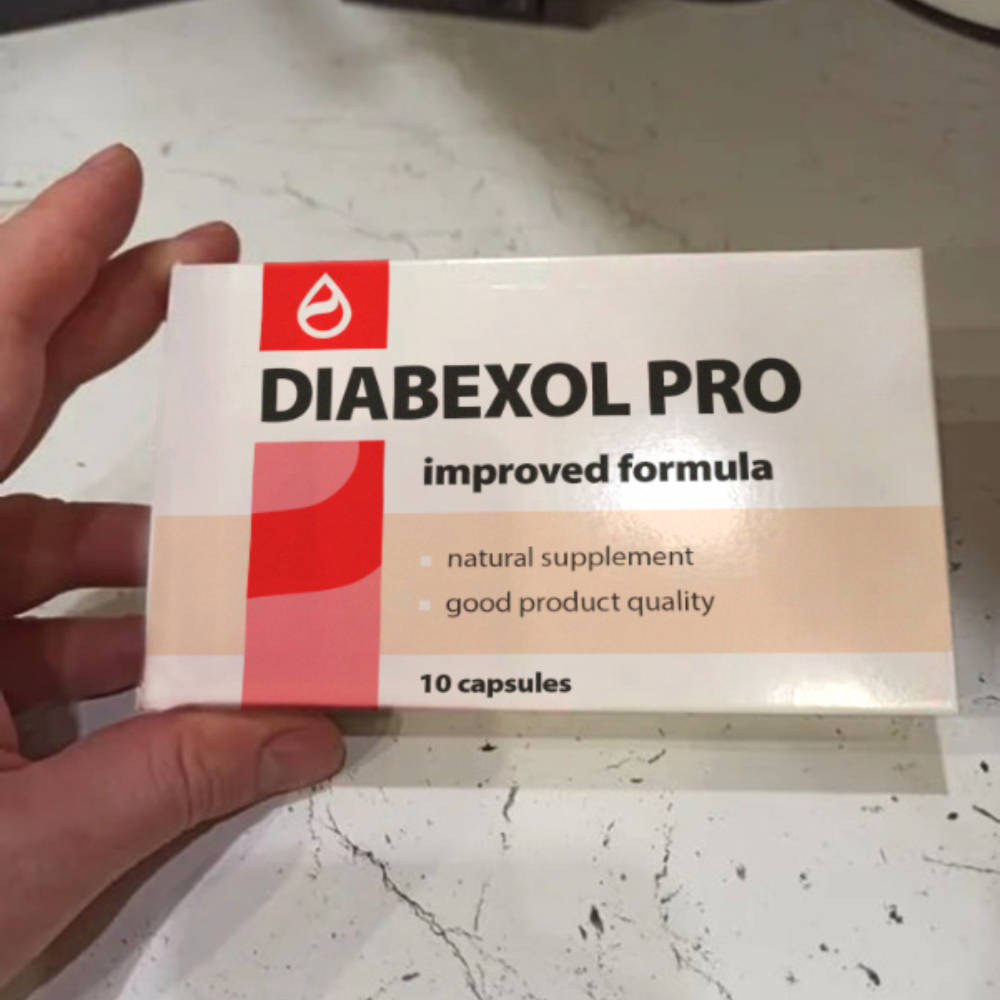 DIABEXOL PRO
improved formula
natural supplement
good product quality
10 capsules